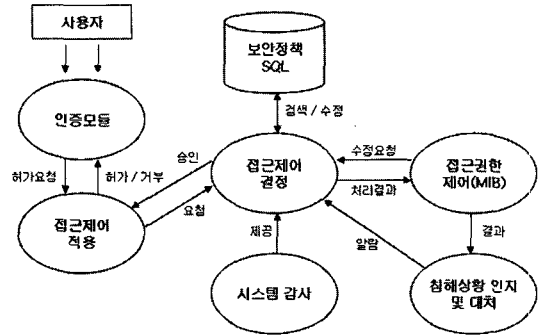 사용자
보안정책
SQL
인증모듈
검색 / 수정
허가요청
허가 / 거부
승인
접근제어
결정
수정요청
처리결과
접근권한
제어(MIB)
접근제어
적용
요청
제공
알람
결과
시스템 감사
침해상황 인지
및 대처